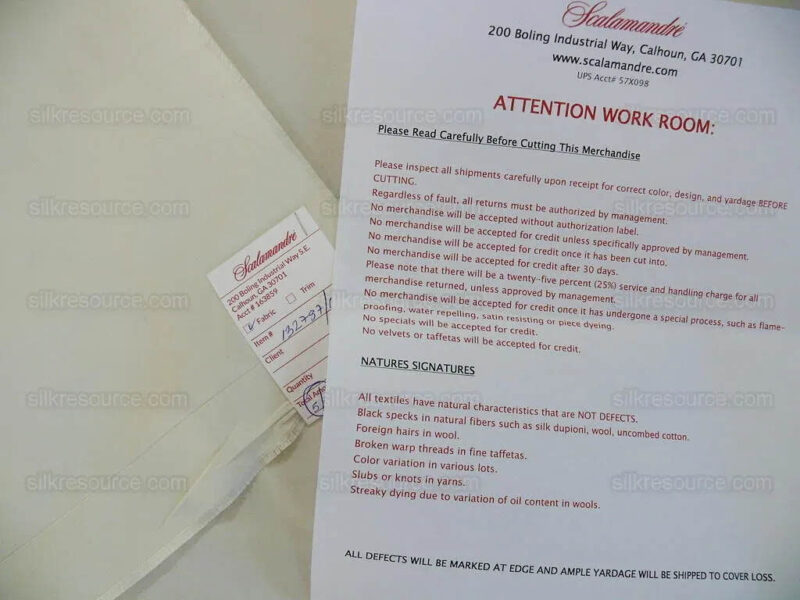 Scalamandré
200 Boling Industrial Way, Calhoun, GA 30701
www.scalamandre.com
UPS Acct# 57X098
ATTENTION WORK ROOM:
Please Read Carefully Before Cutting This Merchandise
Please inspect all shipments carefully upon receipt for correct color, design, and yardage BEFORE
CUTTING.
Regardless of fault, all returns must be authorized by management.
No merchandise will be accepted without authorization label.
No merchandise will be accepted for credit unless specifically approved by management.
No merchandise will be accepted for credit once it has been cut into.
No merchandise will be accepted for credit after 30 days.
Please note that there will be a twenty-five percent (25%) service and handling charge for all
merchandise returned, unless approved by management.
No merchandise will be accepted for credit once it has undergone a special process, such as flame-
proofing, water repelling, satin resisting or piece dyeing.
No specials will be accepted for credit.
No velvets or taffetas will be accepted for credit.
NATURES SIGNATURES
All textiles have natural characteristics that are NOT DEFECTS.
Black specks in natural fibers such as silk dupioni, wool, uncombed cotton.
Foreign hairs in wool.
Broken warp threads in fine taffetas.
Color variation in various lots.
Slubs or knots in yarns.
Streaky dying due to variation of oil content in wools.
ALL DEFECTS WILL BE MARKED AT EDGE AND AMPLE YARDAGE WILL BE SHIPPED TO COVER LOSS.
Scalamandré
200 Boling Industrial Way S.E.
Calhoun, GA 30701
Acct # 163859
Fabric Trim
Item # 132737/
Client
Quantity
Total
5
silkresource.com